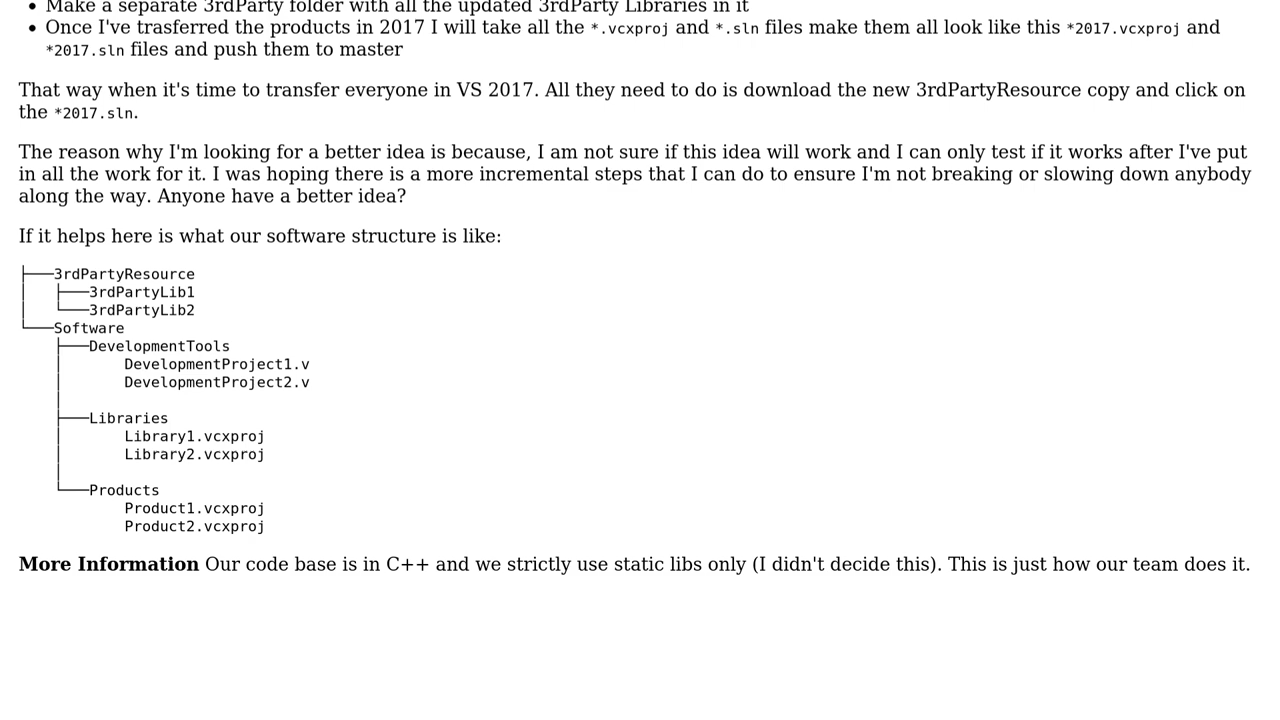 • Make a separate 3rdParty folder with all the updated 3rdParty Libraries in it
• Once I've trasferred the products in 2017 I will take all the *.vcxproj and *.sln files make them all look like this *2017.vcxproj and
*2017.sln files and push them to master
That way when it's time to transfer everyone in VS 2017. All they need to do is download the new 3rdPartyResource copy and click on
the *2017.sln.
The reason why I'm looking for a better idea is because, I am not sure if this idea will work and I can only test if it works after I've put
in all the work for it. I was hoping there is a more incremental steps that I can do to ensure I'm not breaking or slowing down anybody
along the way. Anyone have a better idea?
If it helps here is what our software structure is like:
├───3rdPartyResource
│   ├───3rdPartyLib1
│   └───3rdPartyLib2
└───Software
    ├───DevelopmentTools
    │       DevelopmentProject1.v
    │       DevelopmentProject2.v
    │
    ├───Libraries
    │       Library1.vcxproj
    │       Library2.vcxproj
    │
    └───Products
            Product1.vcxproj
            Product2.vcxproj
More Information Our code base is in C++ and we strictly use static libs only (I didn't decide this). This is just how our team does it.